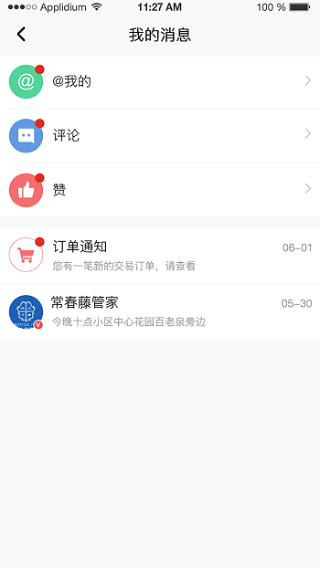 Applidium
11:27 AM
100 %
我的消息
@
@我的
评论
赞
订单通知
06-01
您有一笔新的交易订单，请查看
常春藤管家
05-30
今晚十点小区中心花园百老泉旁边
V